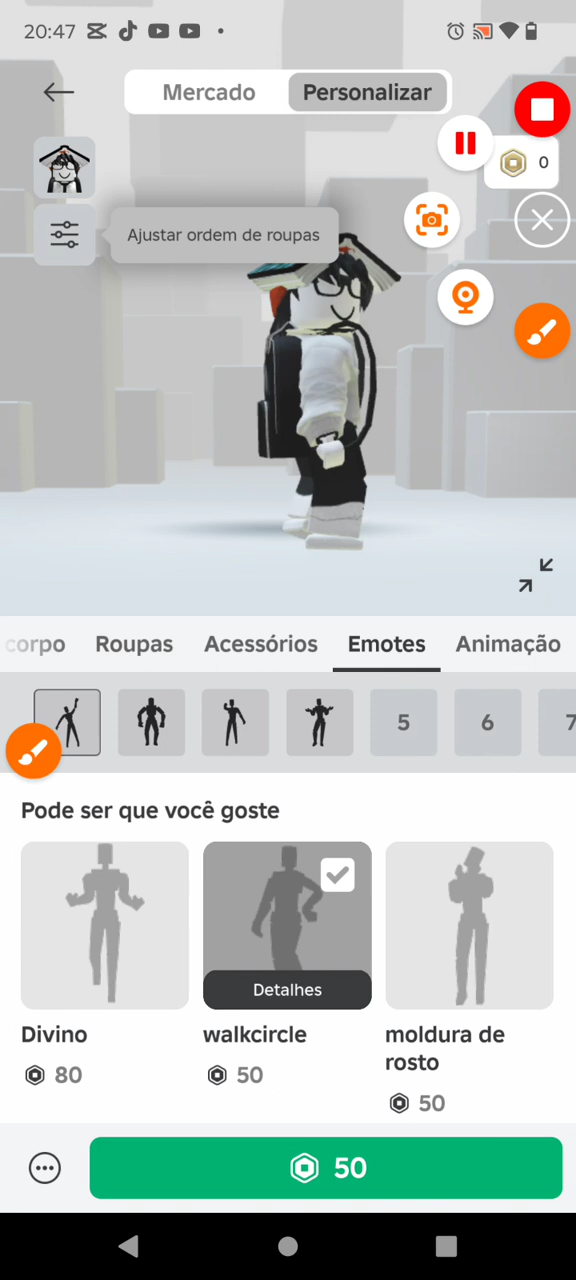 20:47
Mercado
Personalizar
0
Ajustar ordem de roupas
corpo
Roupas
Acessórios
Emotes
Animação
5
6
7
Pode ser que você goste
Detalhes
Divino
walkcircle
moldura de
rosto
80
50
50
50